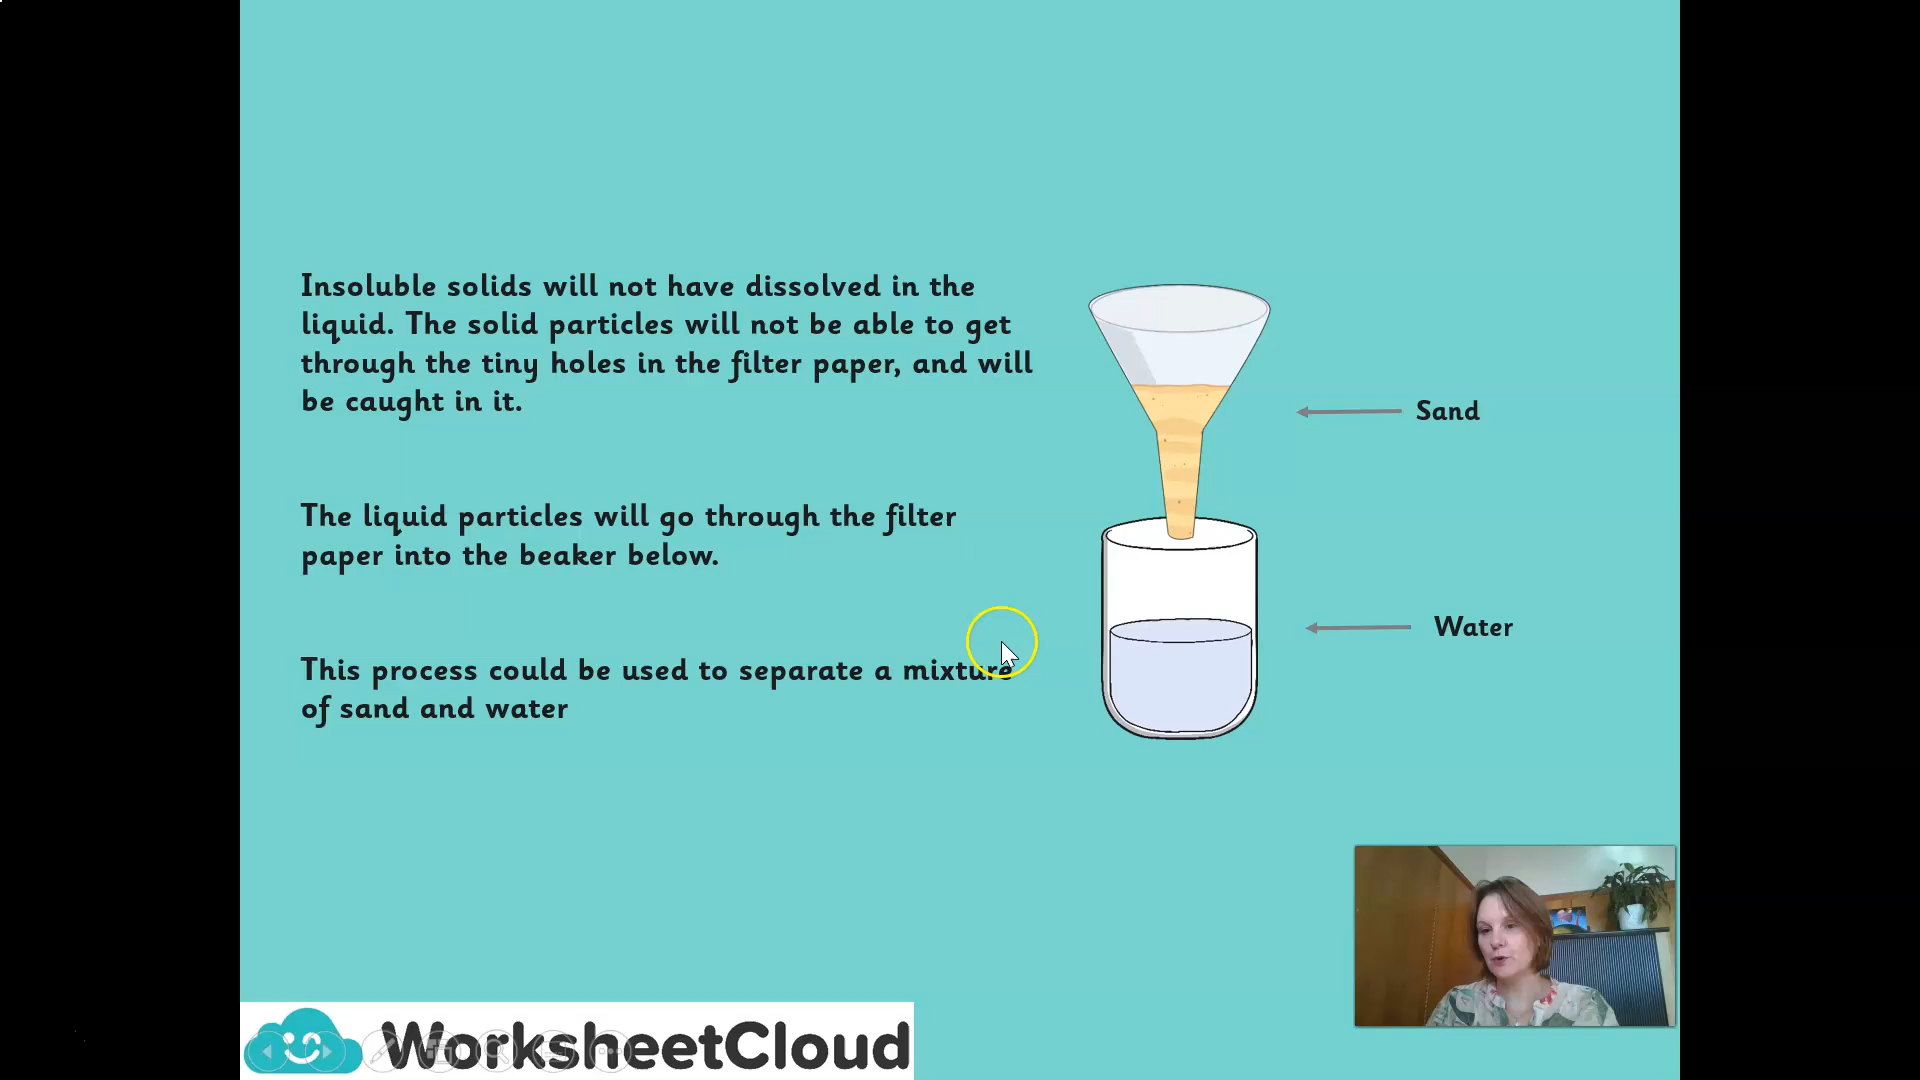 Insoluble solids will not have dissolved in the
liquid. The solid particles will not be able to get
through the tiny holes in the filter paper, and will
be caught in it.
The liquid particles will go through the filter
paper into the beaker below.
This process could be used to separate a mixture
of sand and water
Sand
Water
WorksheetCloud